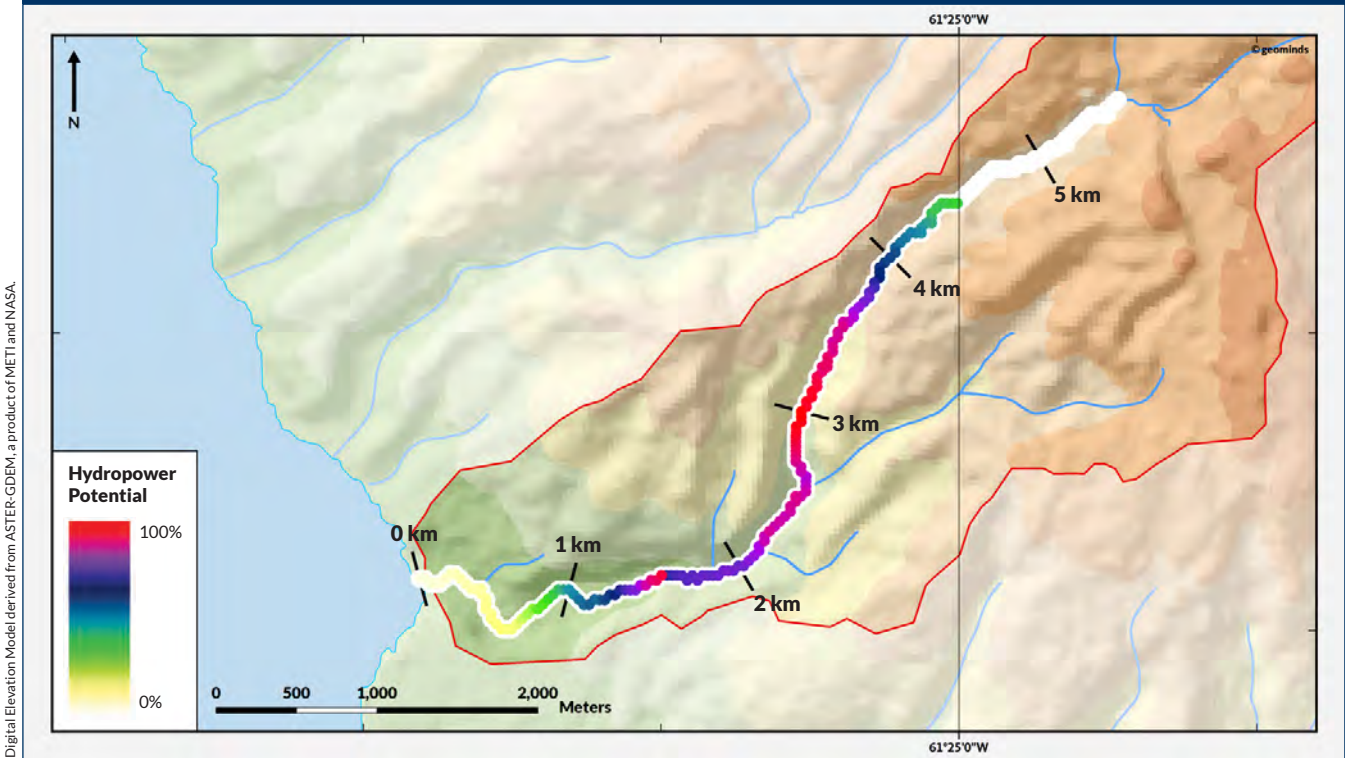 61°25'0"W
©geominds
N
5 km
4 km
3 km
0 km
1 km
2 km
Hydropower
Potential
100%
0%
0 500 1,000 2,000
Meters
61°25'0"W
Digital Elevation Model derived from ASTER-GDEM, a product of METI and NASA.